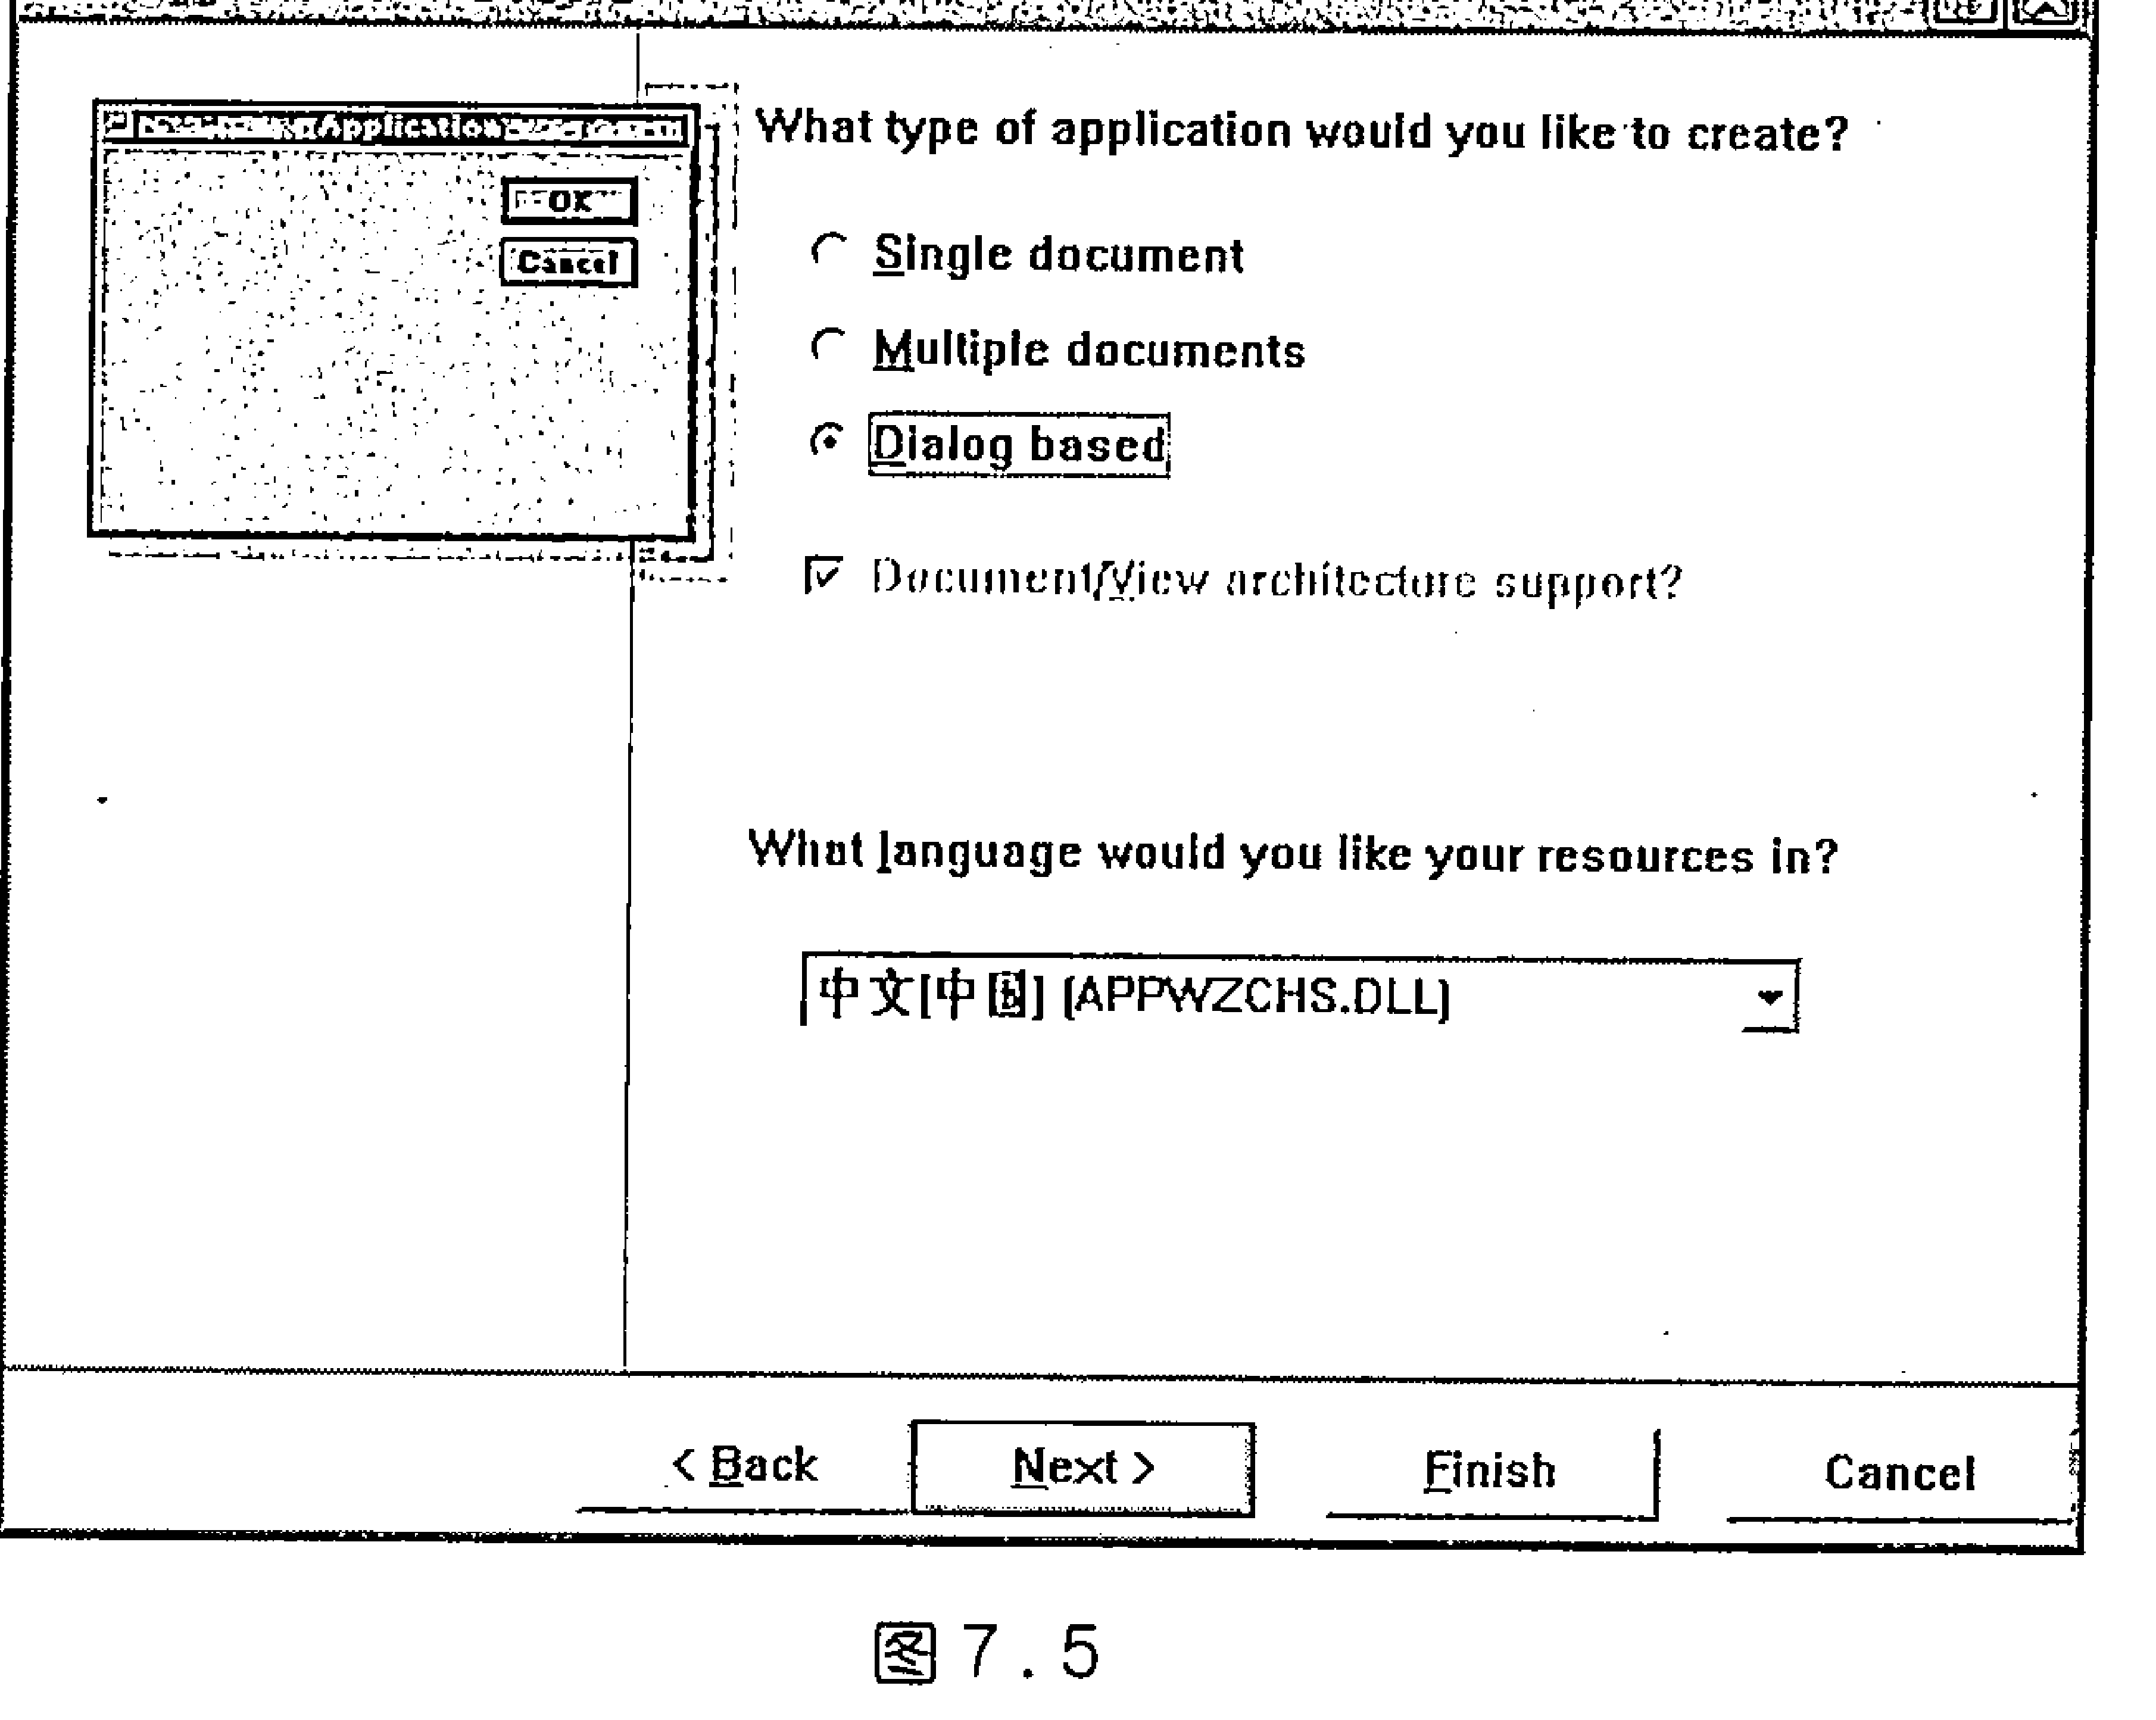 Application
OK
Cancel
What type of application would you like to create?
Single document
Multiple documents
Dialog based
Document/View architecture support?
What language would you like your resources in?
中文[中国] (APPWZCHS.DLL)
< Back
Next >
Finish
Cancel
图 7.5